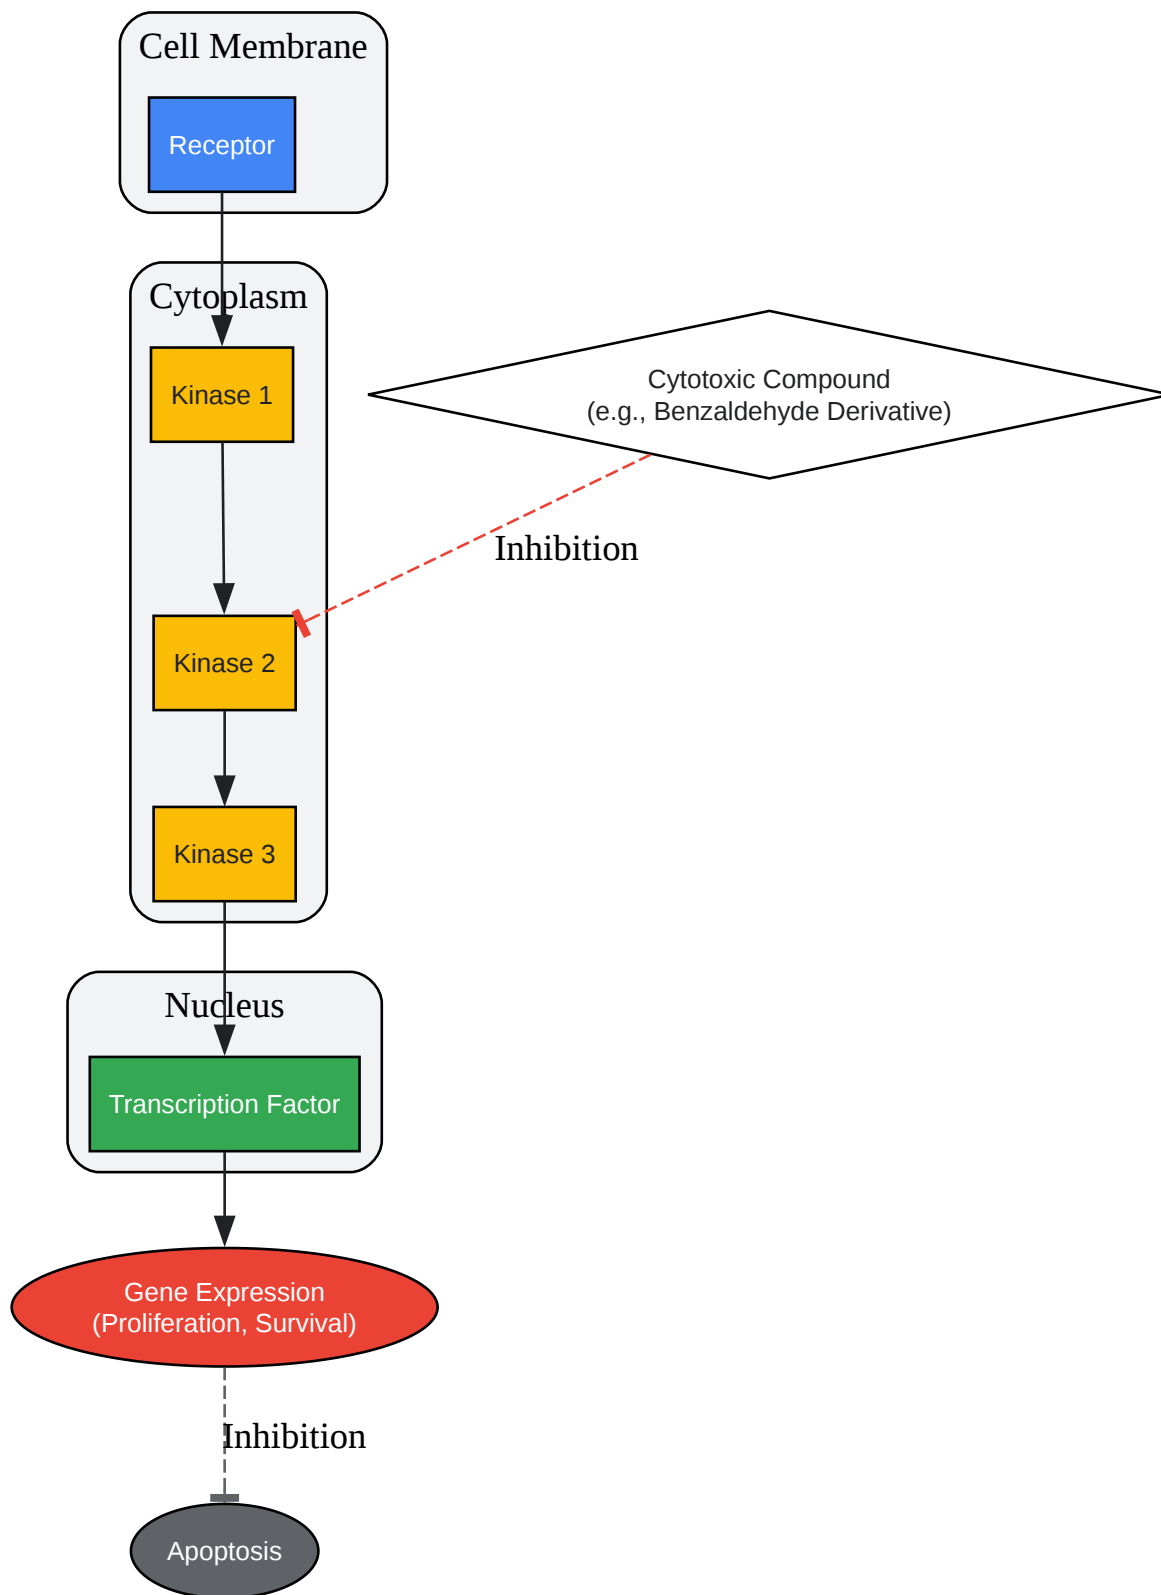 Cell Membrane
Receptor
Cytoplasm
Kinase 1
Cytotoxic Compound
(e.g., Benzaldehyde Derivative)
Inhibition
Kinase 2
Kinase 3
Nucleus
Transcription Factor
Gene Expression
(Proliferation, Survival)
Inhibition
Apoptosis